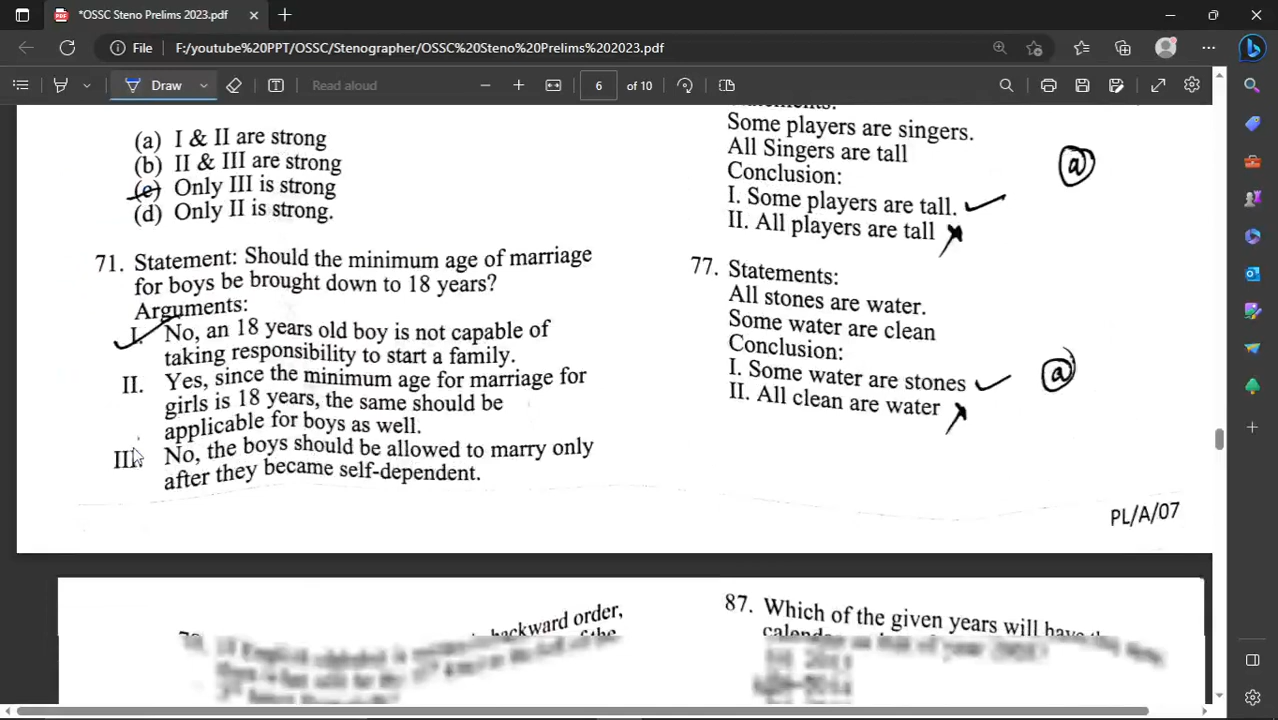 *OSSC Steno Prelims 2023.pdf
File
F:/youtube%20PPT/OSSC/Stenographer/OSSC%20Steno%20Prelims%202023.pdf
Draw
Read aloud
6
of 10
(a) I & II are strong
(b) II & III are strong
(c) Only III is strong
(d) Only II is strong.
71. Statement: Should the minimum age of marriage
for boys be brought down to 18 years?
Arguments:
I. No, an 18 years old boy is not capable of
taking responsibility to start a family.
II. Yes, since the minimum age for marriage for
girls is 18 years, the same should be
applicable for boys as well.
III. No, the boys should be allowed to marry only
after they became self-dependent.
Statements:
Some players are singers.
All Singers are tall
Conclusion:
I. Some players are tall.
II. All players are tall
a
77. Statements:
All stones are water.
Some water are clean
Conclusion:
I. Some water are stones
II. All clean are water
a
PL/A/07
backward order,
87. Which of the given years will have